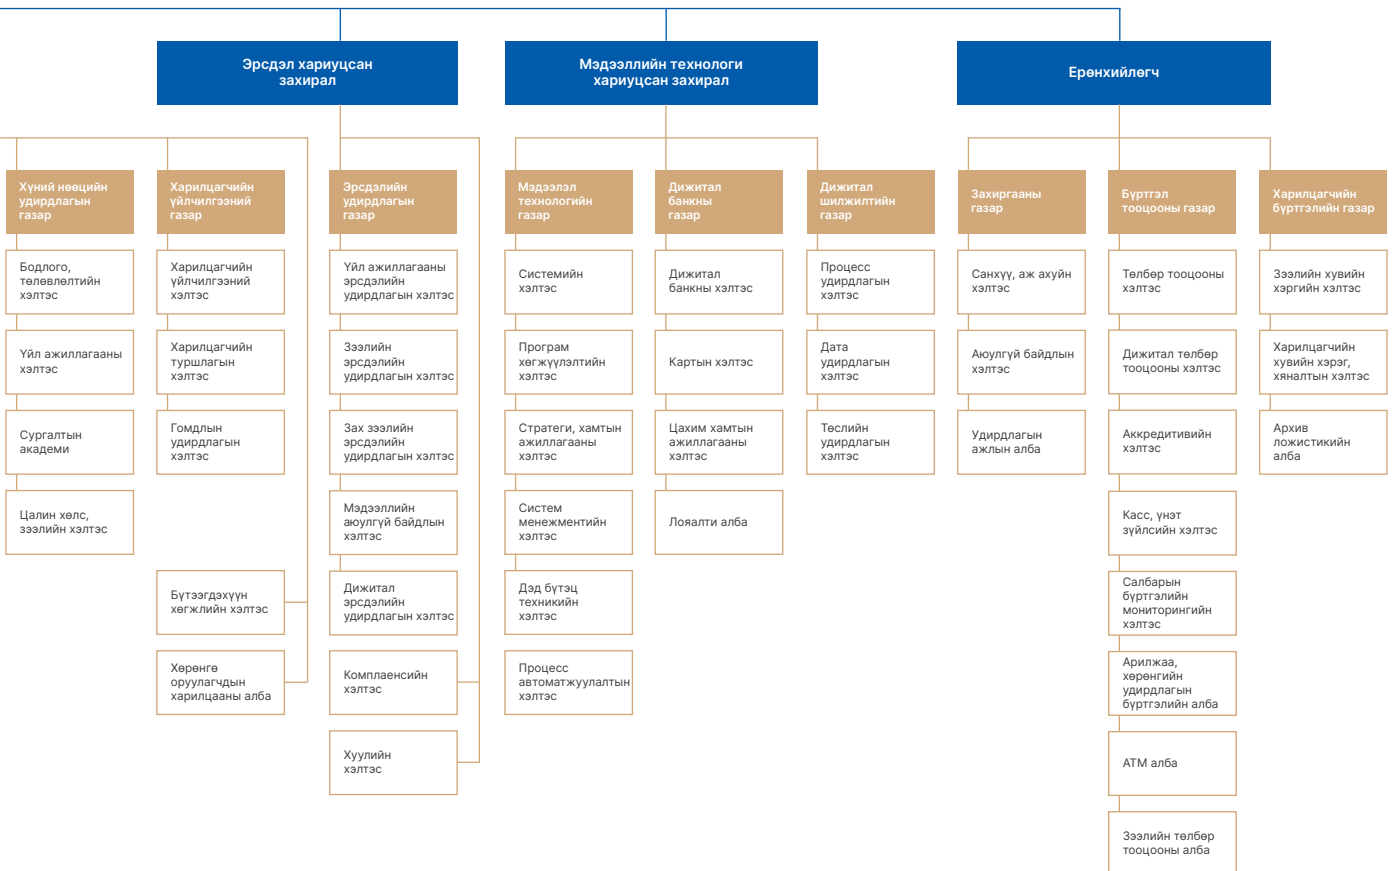 Эрсдэл хариуцсан
захирал
Мэдээллийн технологи
хариуцсан захирал
Ерөнхийлөгч
Хүний нөөцийн
удирдлагын
газар
Харилцагчийн
үйлчилгээний
газар
Эрсдэлийн
удирдлагын
газар
Мэдээлэл
технологийн
газар
Дижитал
банкны
газар
Дижитал
шилжилтийн
газар
Захиргааны
газар
Бүртгэл
тооцооны газар
Харилцагчийн
бүртгэлийн газар
Бодлого,
төлөвлөлтийн
хэлтэс
Үйл ажиллагааны
хэлтэс
Сургалтын
академи
Цалин хөлс,
зээлийн хэлтэс
Харилцагчийн
үйлчилгээний
хэлтэс
Харилцагчийн
туршлагын
хэлтэс
Гомдлын
удирдлагын
хэлтэс
Бүтээгдэхүүн
хөгжлийн хэлтэс
Хөрөнгө
оруулагчдын
харилцааны алба
Үйл ажиллагааны
эрсдэлийн
удирдлагын хэлтэс
Зээлийн
эрсдэлийн
удирдлагын хэлтэс
Зах зээлийн
эрсдэлийн
удирдлагын хэлтэс
Мэдээллийн
аюулгүй байдлын
хэлтэс
Дижитал
эрсдэлийн
удирдлагын хэлтэс
Комплаенсийн
хэлтэс
Хуулийн
хэлтэс
Системийн
хэлтэс
Програм
хөгжүүлэлтийн
хэлтэс
Стратеги, хамтын
ажиллагааны
хэлтэс
Систем
менежментийн
хэлтэс
Дэд бүтэц
техникийн
хэлтэс
Процесс
автоматжуулалтын
хэлтэс
Дижитал
банкны хэлтэс
Картын хэлтэс
Цахим хамтын
ажиллагааны
хэлтэс
Лояалти алба
Процесс
удирдлагын
хэлтэс
Дата
удирдлагын
хэлтэс
Төслийн
удирдлагын
хэлтэс
Санхүү, аж ахуйн
хэлтэс
Аюулгүй байдлын
хэлтэс
Удирдлагын
ажлын алба
Төлбөр тооцооны
хэлтэс
Дижитал төлбөр
тооцооны хэлтэс
Аккредитивийн
хэлтэс
Касс, үнэт
зүйлсийн хэлтэс
Салбарын
бүртгэлийн
мониторингийн
хэлтэс
Арилжаа,
хөрөнгийн
удирдлагын
бүртгэлийн алба
АТМ алба
Зээлийн төлбөр
тооцооны алба
Зээлийн хувийн
хэргийн хэлтэс
Харилцагчийн
хувийн хэрэг,
хяналтын хэлтэс
Архив
ложистикийн
алба